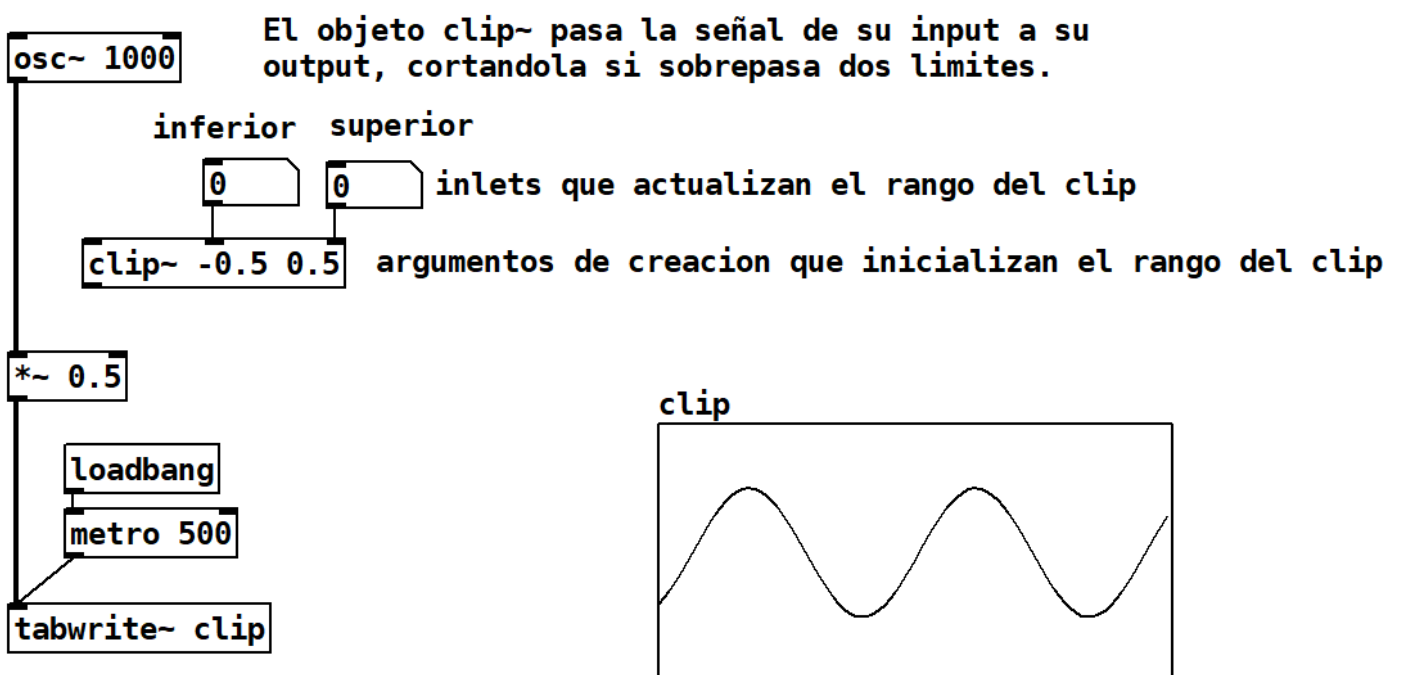 El objeto clip~ pasa la señal de su input a su
osc~ 1000
output, cortandola si sobrepasa dos limites.
inferior superior
0 0 inlets que actualizan el rango del clip
clip~ -0.5 0.5 argumentos de creacion que inicializan el rango del clip
*~ 0.5
clip
loadbang
metro 500
tabwrite~ clip